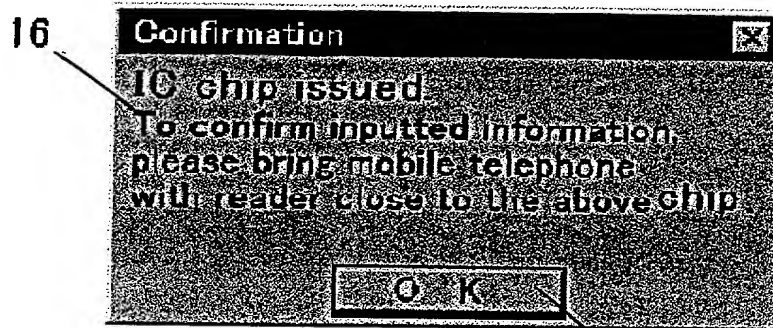 16
Confirmation
IC chip issued.
To confirm inputted information,
please bring mobile telephone
with reader close to the above chip.
O K